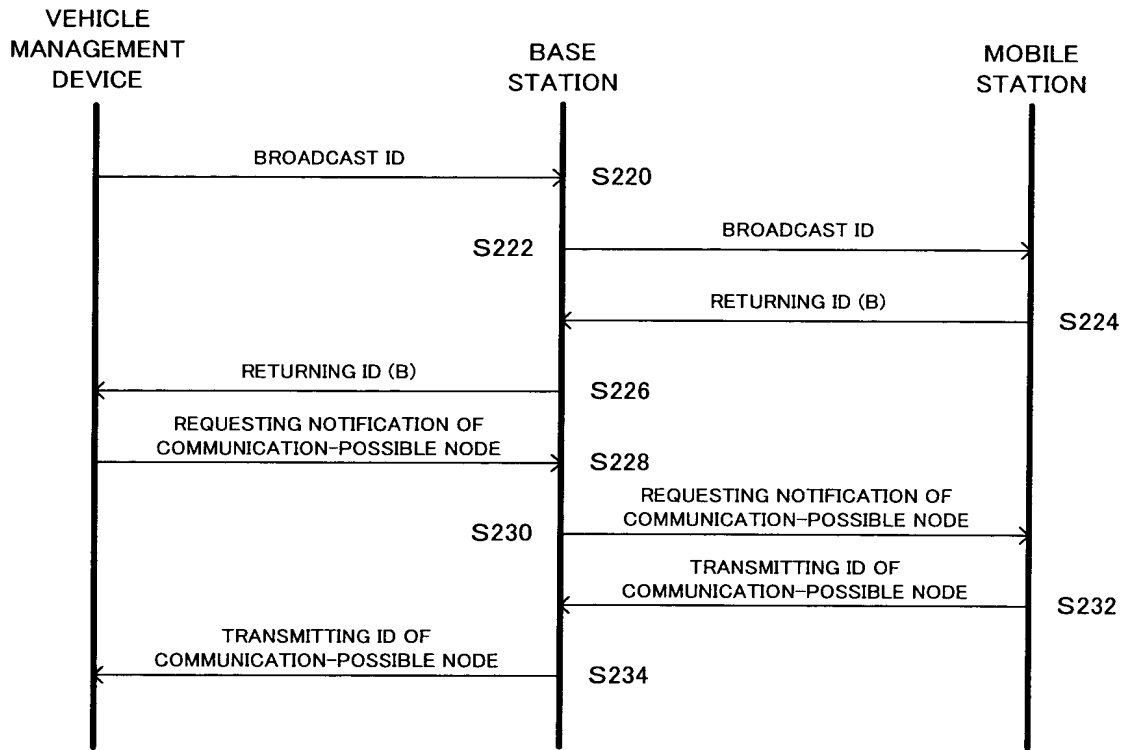 VEHICLE
MANAGEMENT
DEVICE
BASE
STATION
MOBILE
STATION
BROADCAST ID
S220
S222
BROADCAST ID
RETURNING ID (B)
S224
RETURNING ID (B)
S226
REQUESTING NOTIFICATION OF
COMMUNICATION-POSSIBLE NODE
S228
REQUESTING NOTIFICATION OF
COMMUNICATION-POSSIBLE NODE
S230
TRANSMITTING ID OF
COMMUNICATION-POSSIBLE NODE
S232
TRANSMITTING ID OF
COMMUNICATION-POSSIBLE NODE
S234